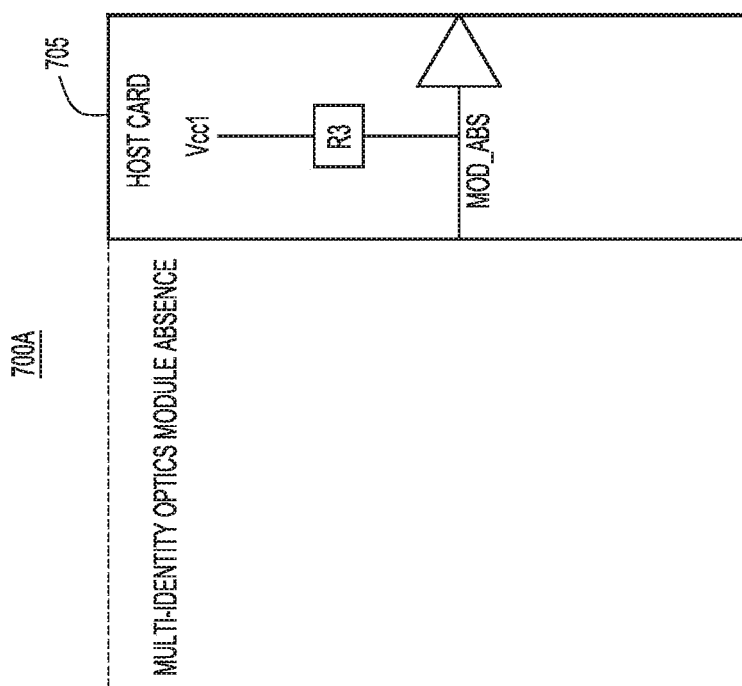 700A
705
MULTI-IDENTITY OPTICS MODULE ABSENCE
HOST CARD
Vcc1
R3
MOD_ABS